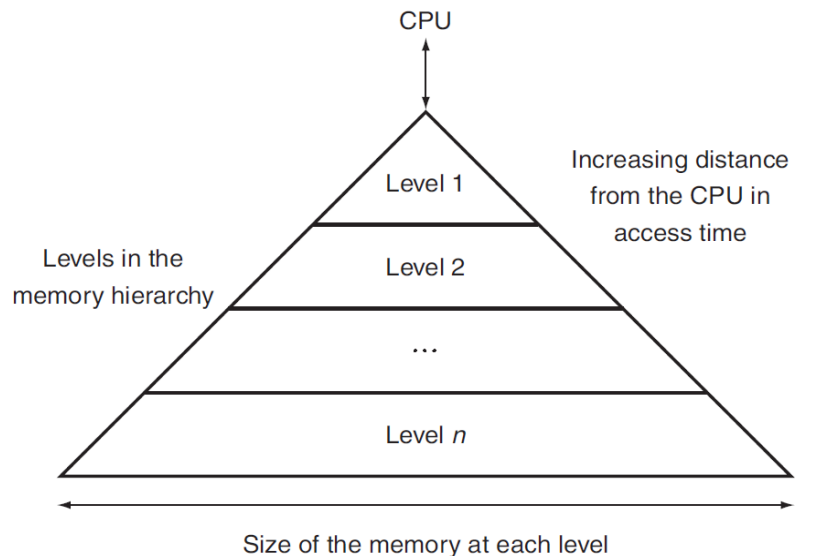 CPU
Level 1
Increasing distance
from the CPU in
access time
Levels in the
memory hierarchy
Level 2
...
Level n
Size of the memory at each level